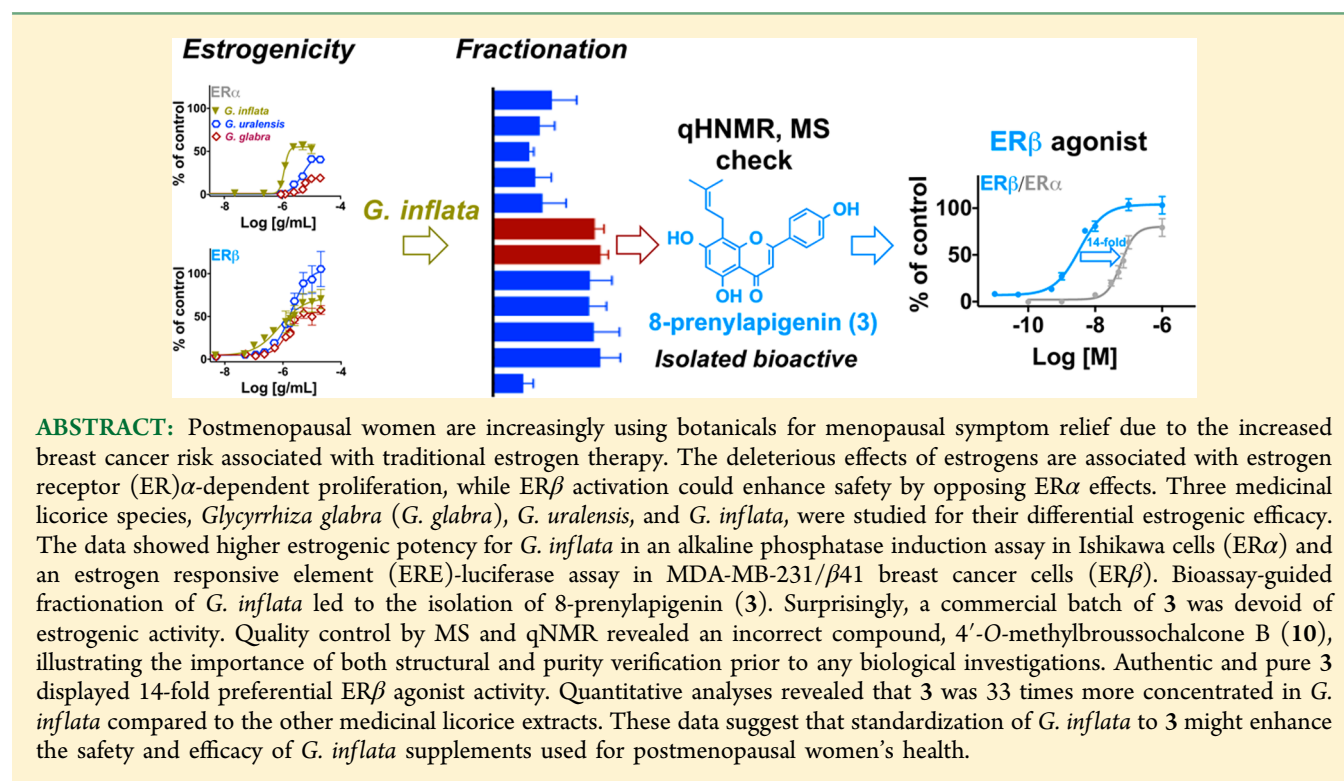 Estrogenicity
Fractionation
ERα
G. inflata
G. uralensis
G. glabra
% of control
100
50
0
-8
-6
-4
Log [g/mL]
ERβ
% of control
100
50
0
-8
-6
-4
Log [g/mL]
G. inflata
qHNMR, MS
check
OH
HO
O
OH
O
8-prenylapigenin (3)
Isolated bioactive
ERβ agonist
ERβ/ERα
% of control
100
50
0
14-fold
-10
-8
-6
Log [M]
ABSTRACT: Postmenopausal women are increasingly using botanicals for menopausal symptom relief due to the increased
breast cancer risk associated with traditional estrogen therapy. The deleterious effects of estrogens are associated with estrogen
receptor (ER)α-dependent proliferation, while ERβ activation could enhance safety by opposing ERα effects. Three medicinal
licorice species, Glycyrrhiza glabra (G. glabra), G. uralensis, and G. inflata, were studied for their differential estrogenic efficacy.
The data showed higher estrogenic potency for G. inflata in an alkaline phosphatase induction assay in Ishikawa cells (ERα) and
an estrogen responsive element (ERE)-luciferase assay in MDA-MB-231/β41 breast cancer cells (ERβ). Bioassay-guided
fractionation of G. inflata led to the isolation of 8-prenylapigenin (3). Surprisingly, a commercial batch of 3 was devoid of
estrogenic activity. Quality control by MS and qNMR revealed an incorrect compound, 4′-O-methylbroussochalcone B (10),
illustrating the importance of both structural and purity verification prior to any biological investigations. Authentic and pure 3
displayed 14-fold preferential ERβ agonist activity. Quantitative analyses revealed that 3 was 33 times more concentrated in G.
inflata compared to the other medicinal licorice extracts. These data suggest that standardization of G. inflata to 3 might enhance
the safety and efficacy of G. inflata supplements used for postmenopausal women's health.